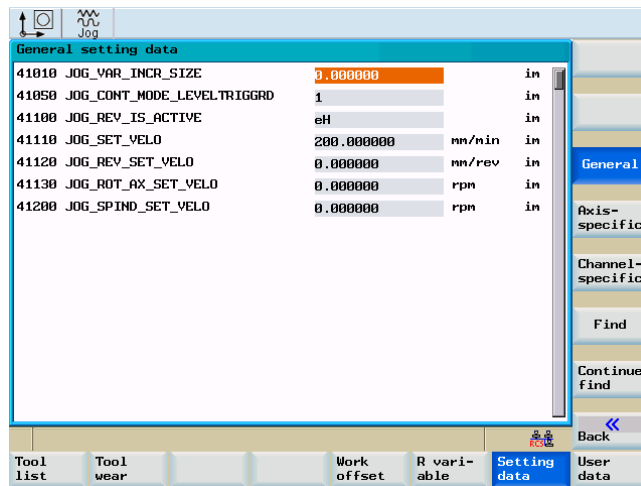 Jog
General setting data
41010 JOG_VAR_INCR_SIZE 0.000000 im
41050 JOG_CONT_MODE_LEVELTRIGGRD 1 im
41100 JOG_REV_IS_ACTIVE eH im
41110 JOG_SET_VELO 200.000000 mm/min im
41120 JOG_REV_SET_VELO 0.000000 mm/rev im
41130 JOG_ROT_AX_SET_VELO 0.000000 rpm im
41200 JOG_SPIND_SET_VELO 0.000000 rpm im
General
Axis-
specific
Channel-
specific
Find
Continue
find
Back
RCS
Tool
list
Tool
wear
Work
offset
R vari-
able
Setting
data
User
data